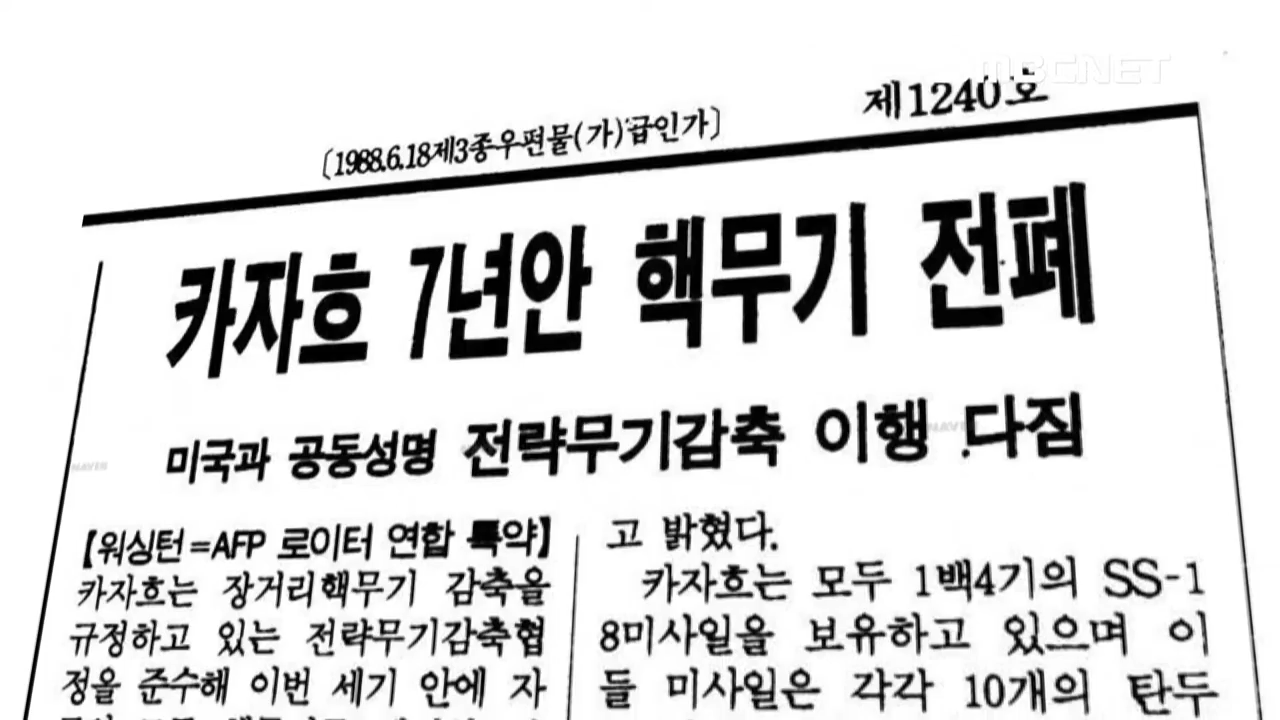 MBCNET
제1240호
〔1988.6.18제3종우편물(가)급인가〕
카자흐 7년안 핵무기 전폐
미국과 공동성명 전략무기감축 이행 다짐
【워싱턴=AFP 로이터 연합 특약】
카자흐는 장거리핵무기 감축을
규정하고 있는 전략무기감축협
정을 준수해 이번 세기 안에 자
고 밝혔다.
카자흐는 모두 1백4기의 SS-1
8미사일을 보유하고 있으며 이
들 미사일은 각각 10개의 탄두
NAVER
NAVER